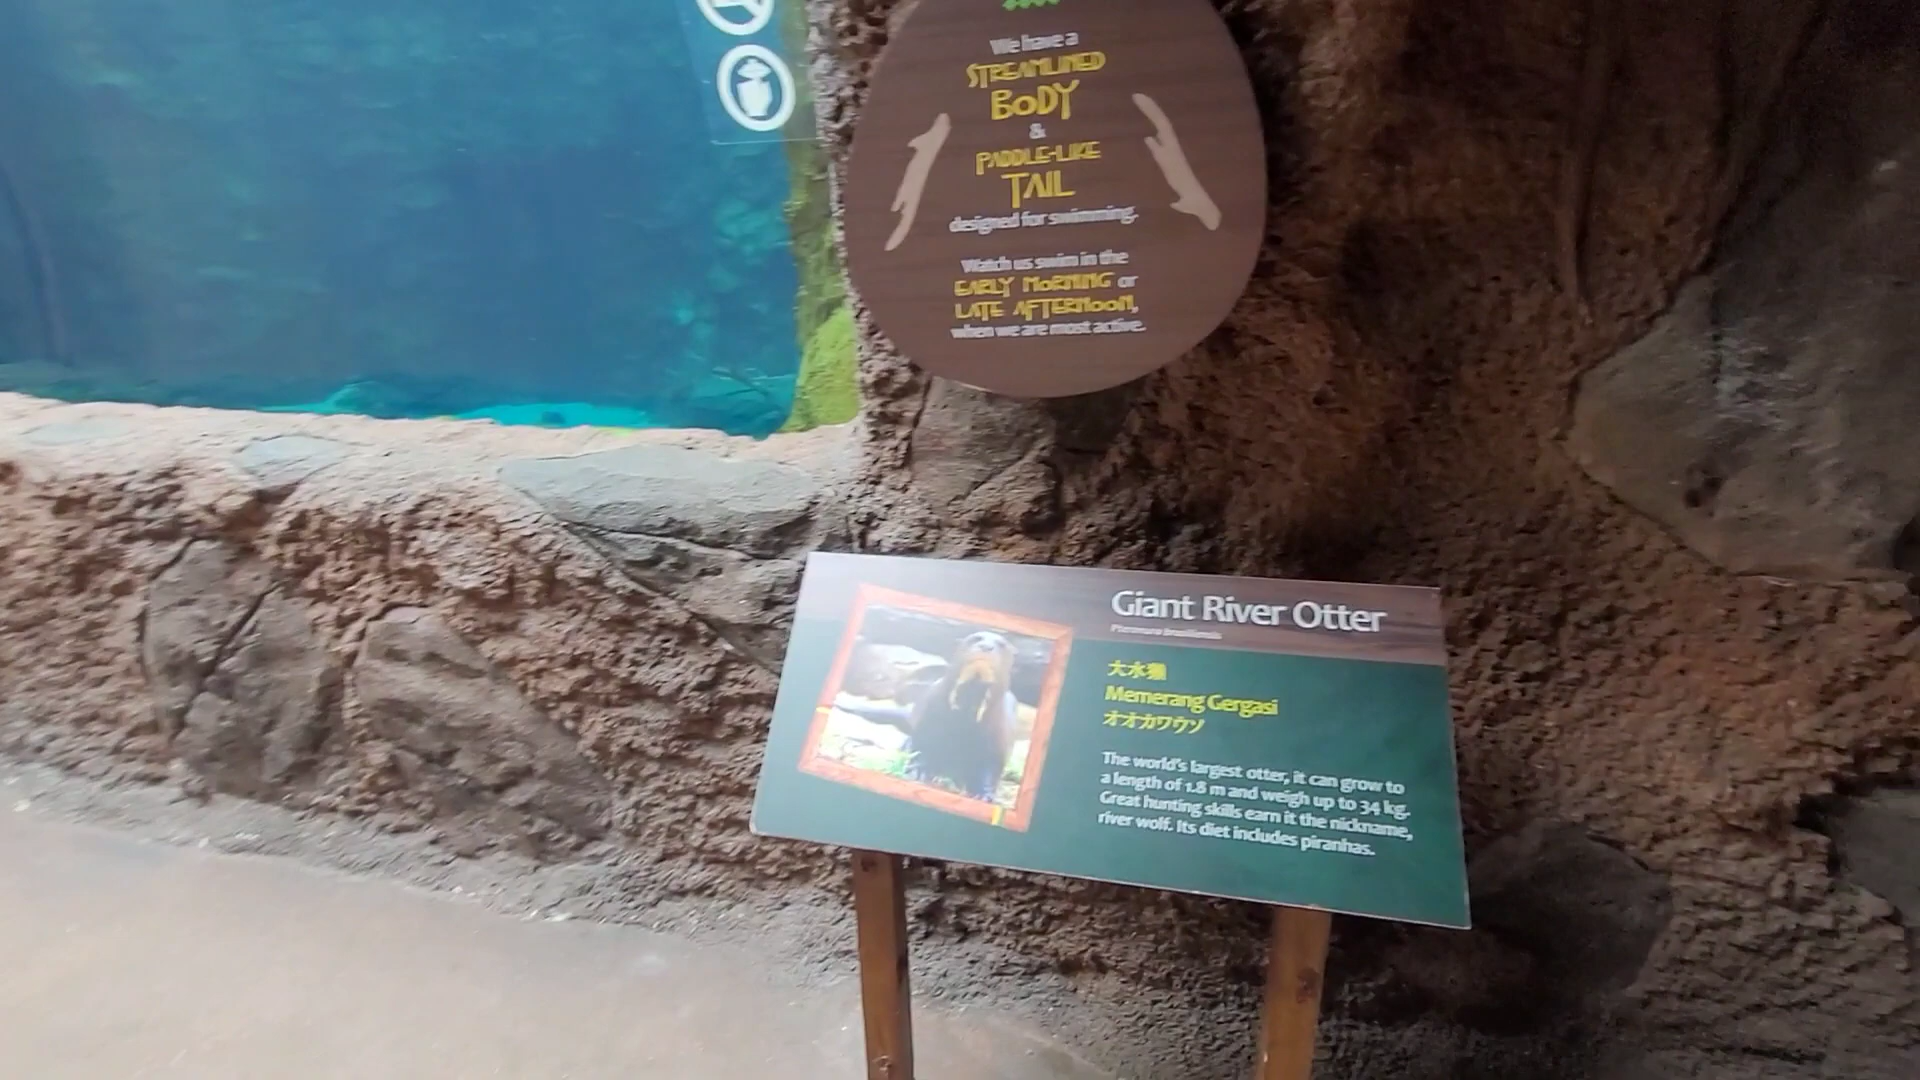 We have a
STREAMLINED
BODY
&
PADDLE-LIKE
TAIL
designed for swimming.
Watch us swim in the
EARLY MORNING or
LATE AFTERNOON,
when we are most active.
Giant River Otter
Pteronura brasiliensis
大水獭
Memerang Gergasi
オオカワウソ
The world's largest otter, it can grow to
a length of 1.8 m and weigh up to 34 kg.
Great hunting skills earn it the nickname,
river wolf. Its diet includes piranhas.